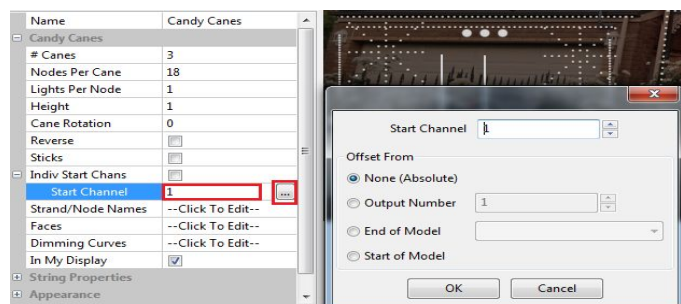 Name Candy Canes
Candy Canes
# Canes 3
Nodes Per Cane 18
Lights Per Node 1
Height 1
Cane Rotation 0
Reverse
Sticks
Indiv Start Chans
Start Channel 1 ...
Strand/Node Names --Click To Edit--
Faces --Click To Edit--
Dimming Curves --Click To Edit--
In My Display
String Properties
Appearance
Start Channel 1
Offset From
None (Absolute)
Output Number 1
End of Model
Start of Model
OK Cancel